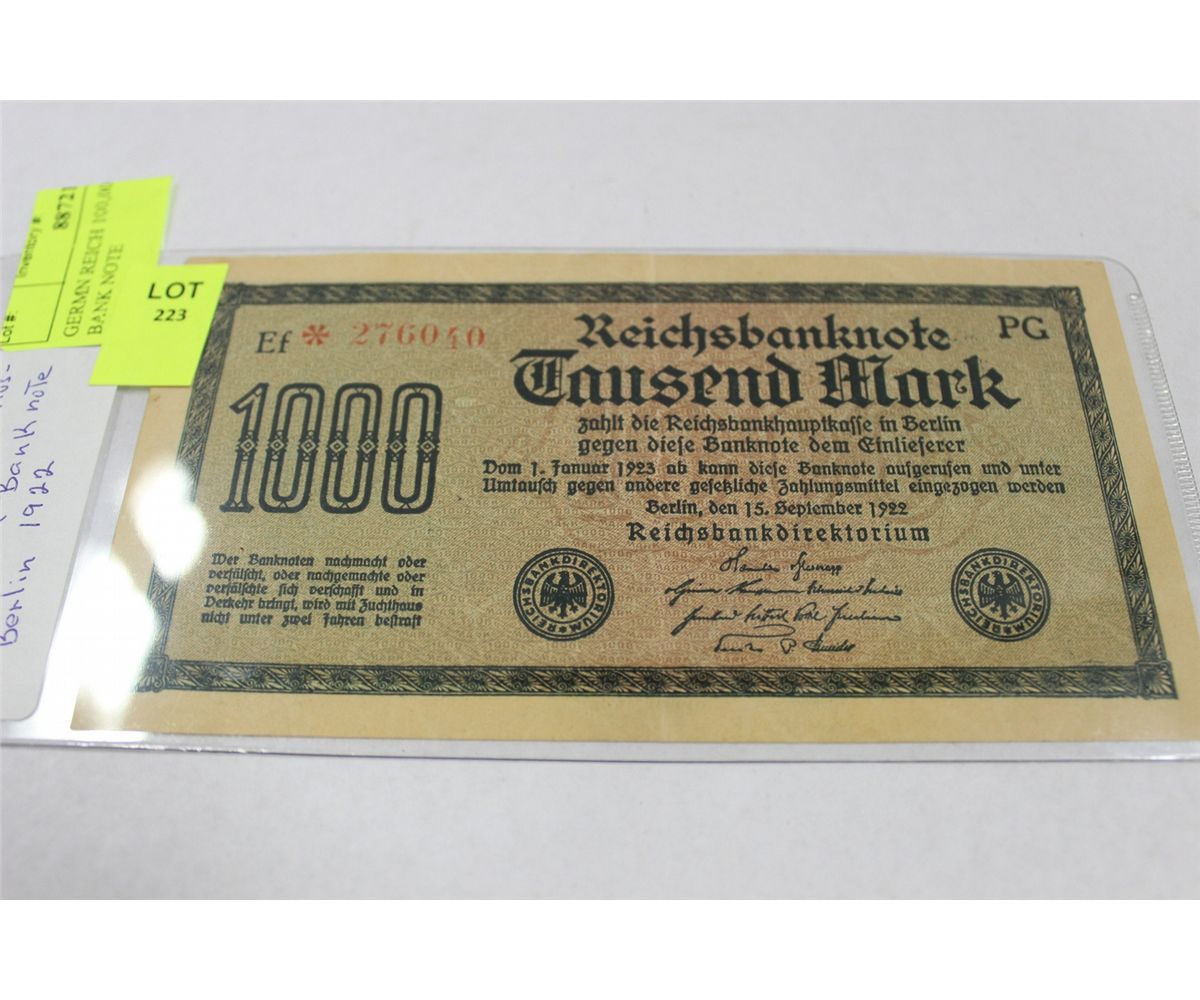 Lot #:
Inventory #:
88721
GERMN REICH 100,00
BANK NOTE
LOT
223
Bank note
Berlin 1922
Ef * 276040
Reichsbanknote
PG
1000
Tausend Mark
zahlt die Reichsbankhauptkasse in Berlin
gegen diese Banknote dem Einlieferer
Vom 1. Januar 1923 ab kann diese Banknote aufgerufen und unter
Umtausch gegen andere gesetzliche Zahlungsmittel eingezogen werden
Berlin, den 15. September 1922
Reichsbankdirektorium
Wer Banknoten nachmacht oder
verfälscht, oder nachgemachte oder
verfälschte sich verschafft und in
Verkehr bringt, wird mit Zuchthaus
nicht unter zwei Jahren bestraft
REICHSBANKDIREKTORIUM
REICHSBANKDIREKTORIUM